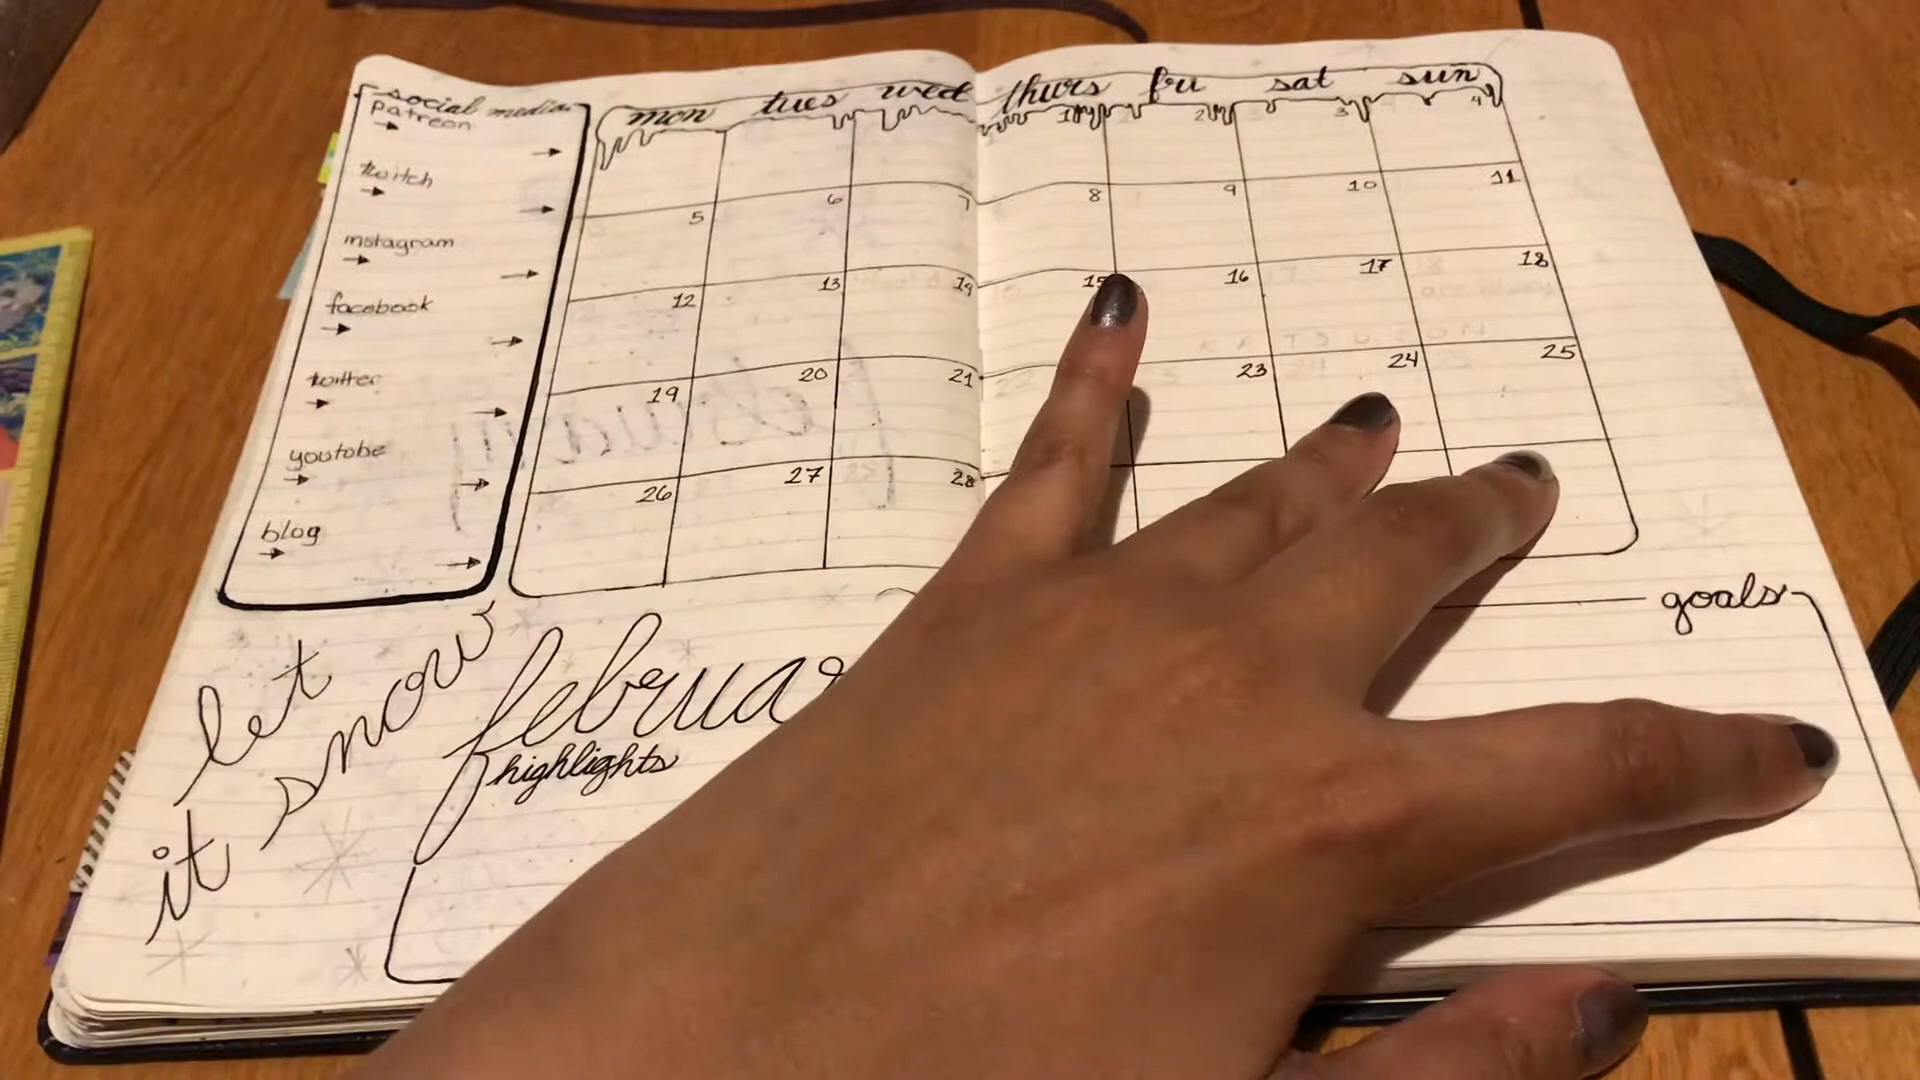 social media
Patreon
twitch
instagram
facebook
twitter
youtube
blog
mon tues wed thurs fri sat sun
1 2 3 4
5 6 7 8 9 10 11
12 13 14 15 16 17 18
19 20 21 23 24 25
26 27 28
let
it snow
februa
highlights
goals